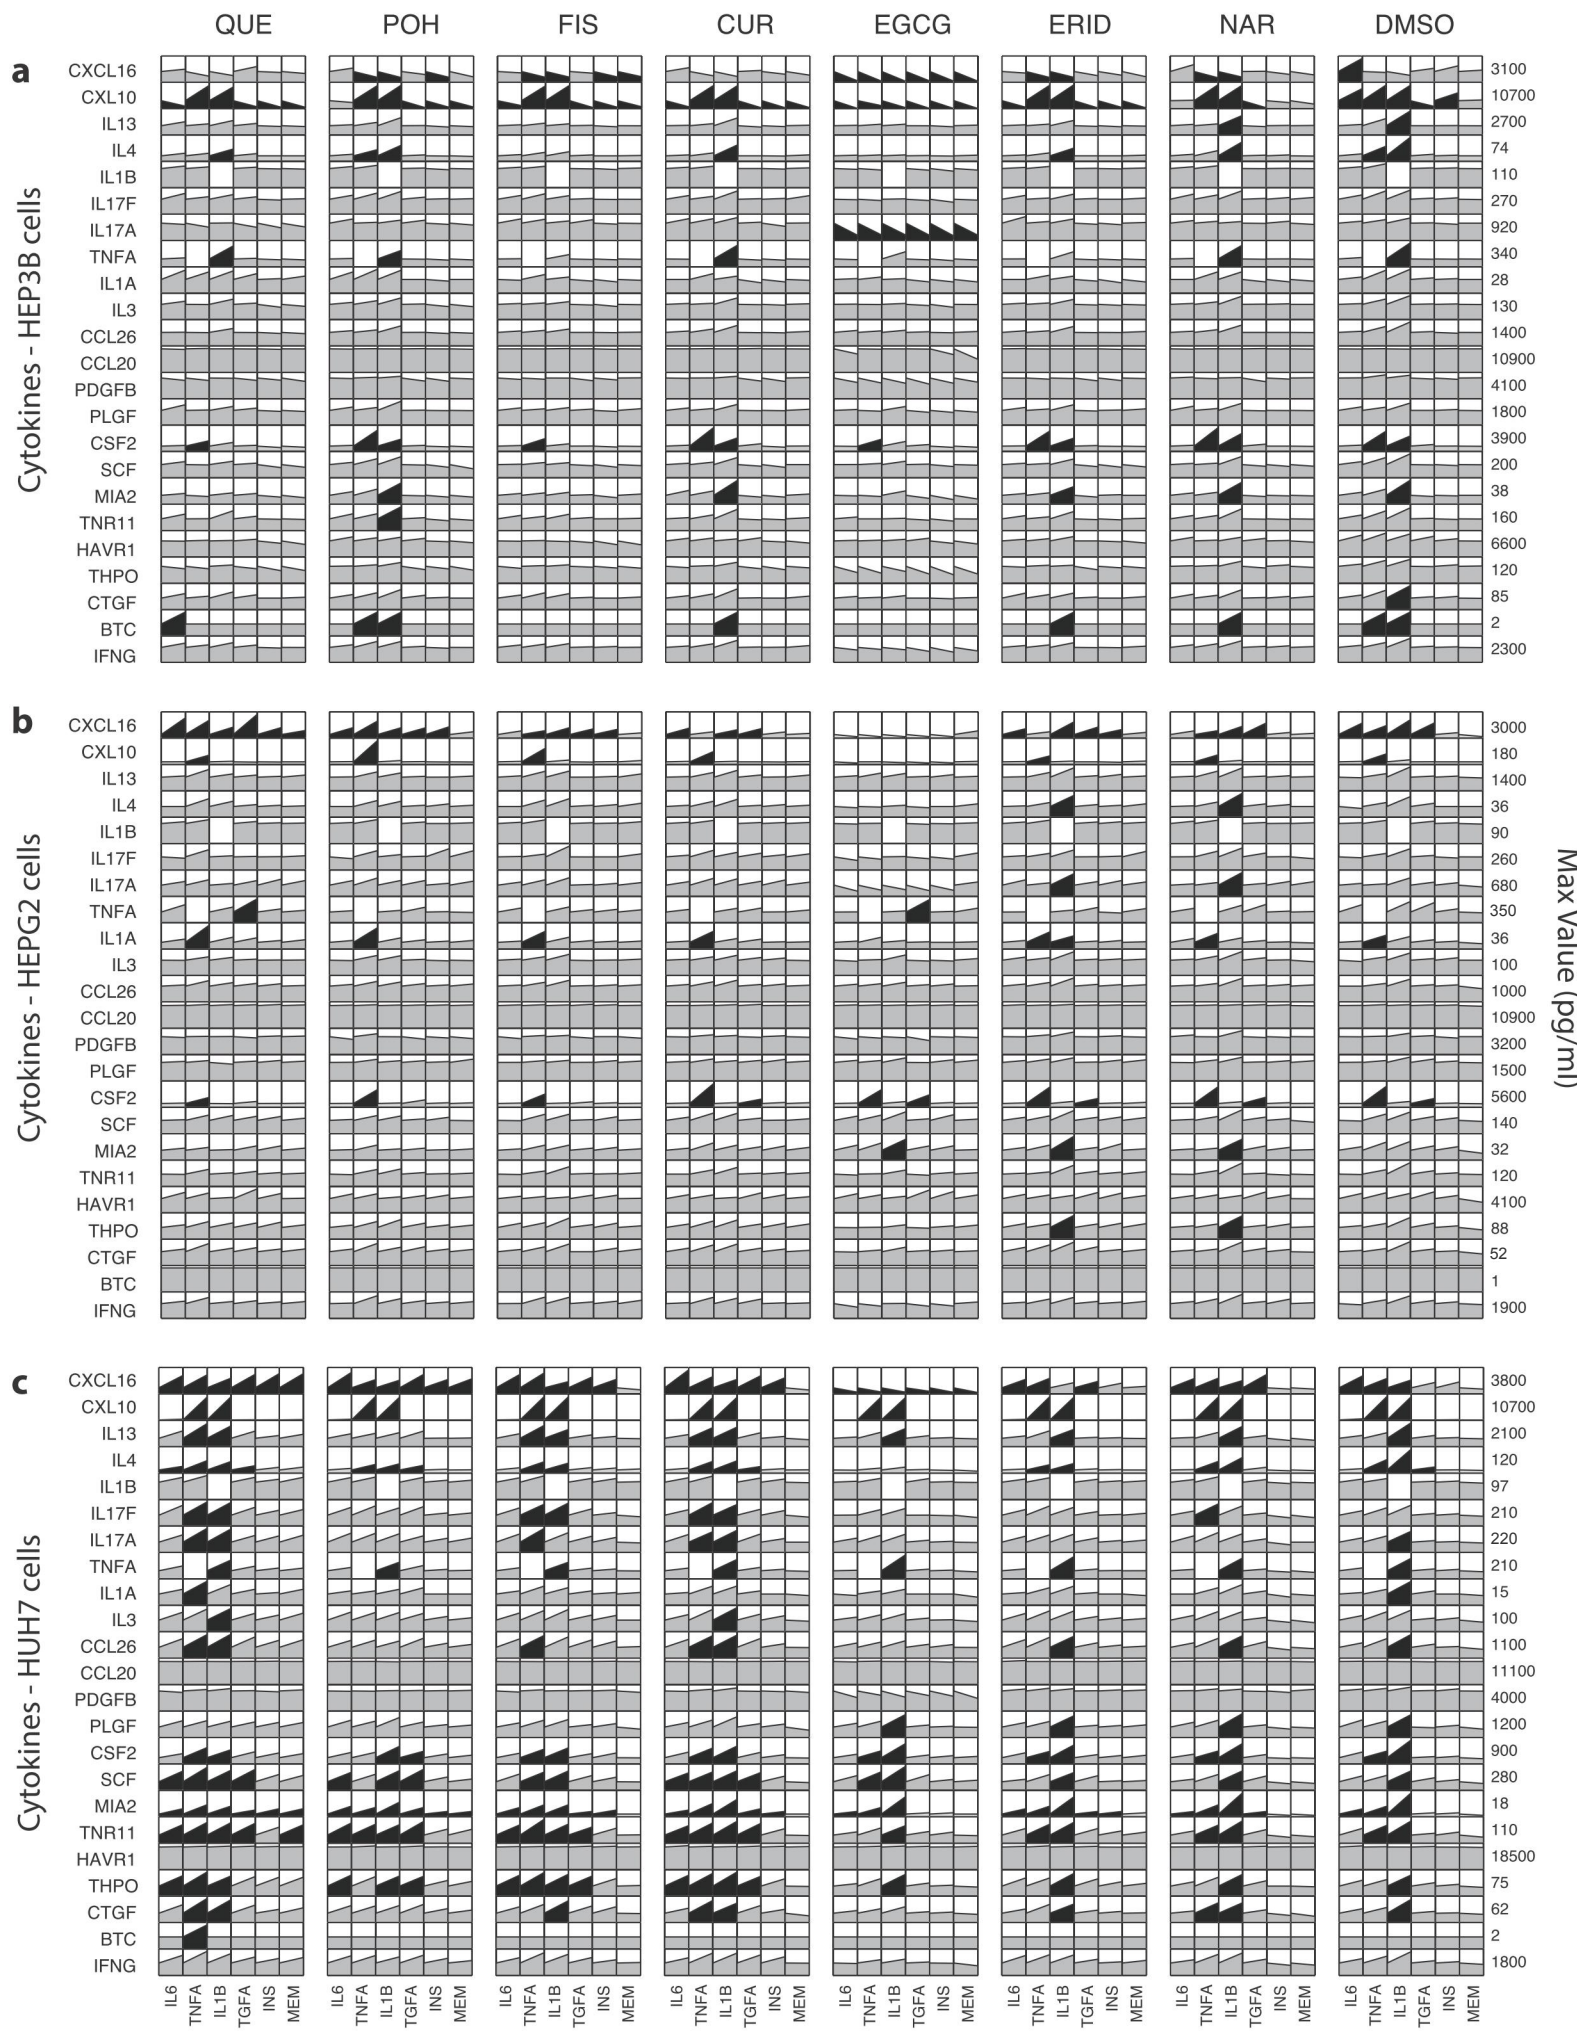 QUE POH FIS CUR EGCG ERID NAR DMSO
a
Cytokines - HEP3B cells
CXCL16 3100
CXL10 10700
IL13 2700
IL4 74
IL1B 110
IL17F 270
IL17A 920
TNFA 340
IL1A 28
IL3 130
CCL26 1400
CCL20 10900
PDGFB 4100
PLGF 1800
CSF2 3900
SCF 200
MIA2 38
TNR11 160
HAVR1 6600
THPO 120
CTGF 85
BTC 2
IFNG 2300
b
Cytokines - HEPG2 cells
Max Value (pg/ml)
CXCL16 3000
CXL10 180
IL13 1400
IL4 36
IL1B 90
IL17F 260
IL17A 680
TNFA 350
IL1A 36
IL3 100
CCL26 1000
CCL20 10900
PDGFB 3200
PLGF 1500
CSF2 5600
SCF 140
MIA2 32
TNR11 120
HAVR1 4100
THPO 88
CTGF 52
BTC 1
IFNG 1900
c
Cytokines - HUH7 cells
CXCL16 3800
CXL10 10700
IL13 2100
IL4 120
IL1B 97
IL17F 210
IL17A 220
TNFA 210
IL1A 15
IL3 100
CCL26 1100
CCL20 11100
PDGFB 4000
PLGF 1200
CSF2 900
SCF 280
MIA2 18
TNR11 110
HAVR1 18500
THPO 75
CTGF 62
BTC 2
IFNG 1800
IL6 TNFA IL1B TGFA INS MEM IL6 TNFA IL1B TGFA INS MEM IL6 TNFA IL1B TGFA INS MEM IL6 TNFA IL1B TGFA INS MEM IL6 TNFA IL1B TGFA INS MEM IL6 TNFA IL1B TGFA INS MEM IL6 TNFA IL1B TGFA INS MEM IL6 TNFA IL1B TGFA INS MEM